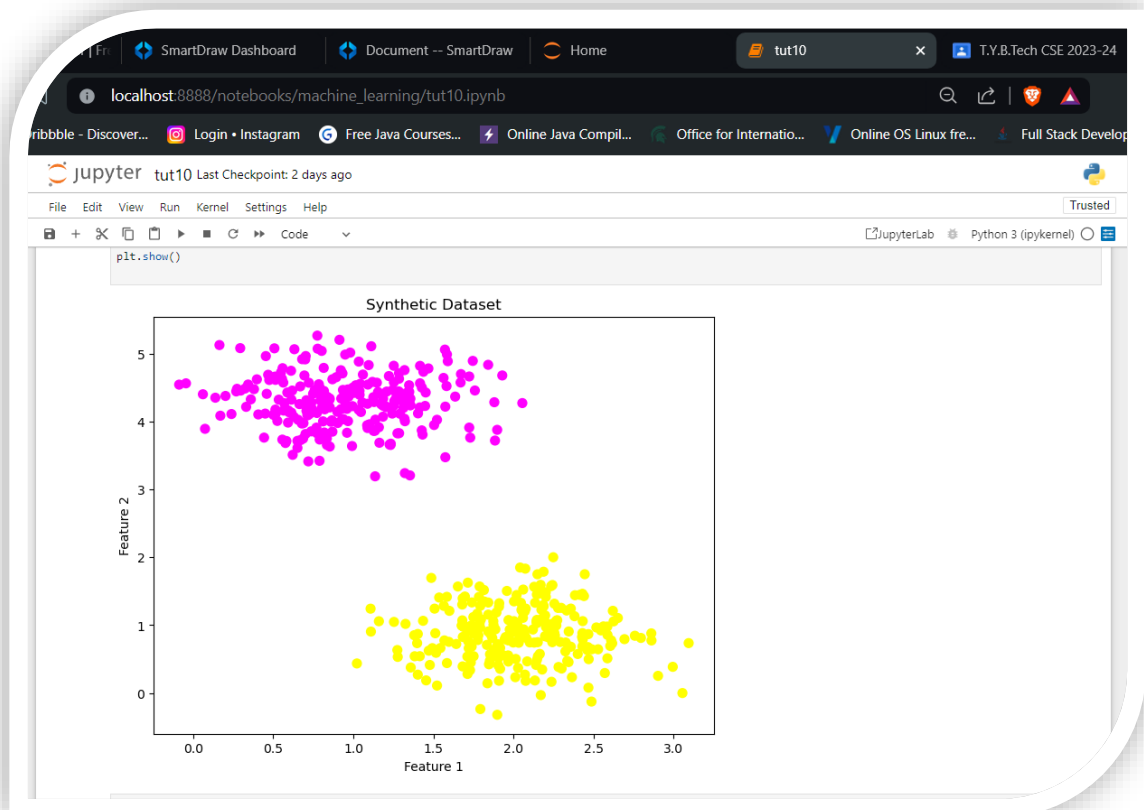 SmartDraw Dashboard Document -- SmartDraw Home tut10 T.Y.B.Tech CSE 2023-24
localhost:8888/notebooks/machine_learning/tut10.ipynb
ribbble - Discover... Login • Instagram Free Java Courses... Online Java Compil... Office for Internatio... Online OS Linux fre... Full Stack Develop
jupyter tut10 Last Checkpoint: 2 days ago
File Edit View Run Kernel Settings Help Trusted
Code JupyterLab Python 3 (ipykernel)
plt.show()
Synthetic Dataset
5
4
3
Feature 2
2
1
0
0.0 0.5 1.0 1.5 2.0 2.5 3.0
Feature 1